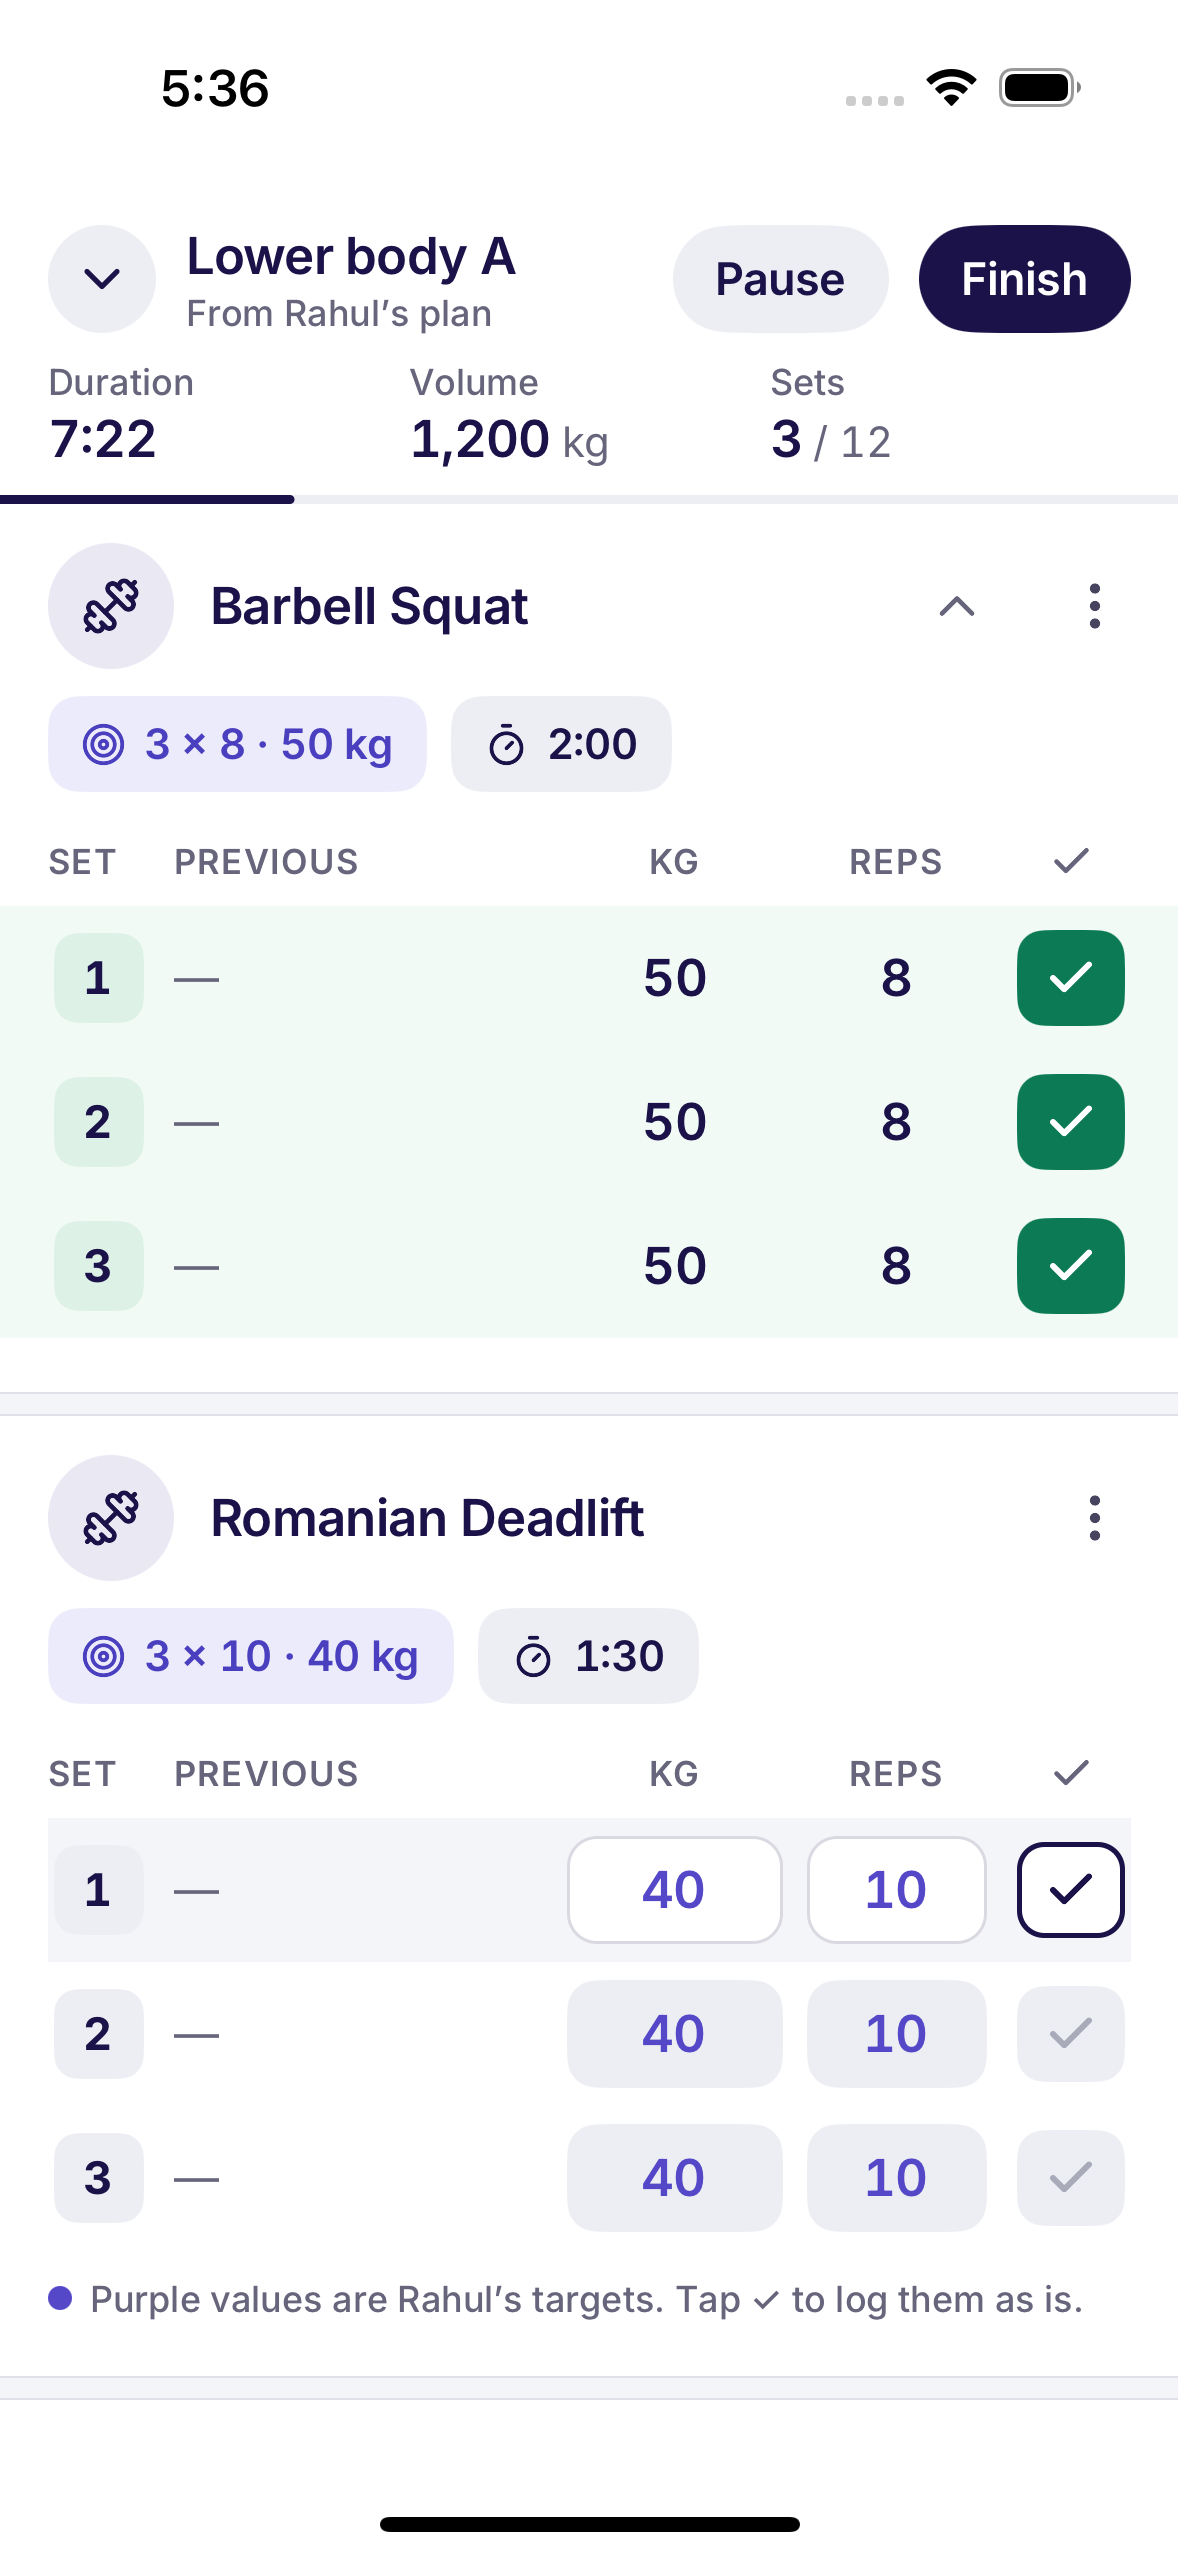 5:36
Lower body A
From Rahul’s plan
Pause
Finish
Duration
Volume
Sets
7:22
1,200 kg
3 / 12
Barbell Squat
3 × 8 · 50 kg
2:00
SET PREVIOUS KG REPS ✓
1 — 50 8 ✓
2 — 50 8 ✓
3 — 50 8 ✓
Romanian Deadlift
3 × 10 · 40 kg
1:30
SET PREVIOUS KG REPS ✓
1 — 40 10 ✓
2 — 40 10 ✓
3 — 40 10 ✓
Purple values are Rahul’s targets. Tap ✓ to log them as is.